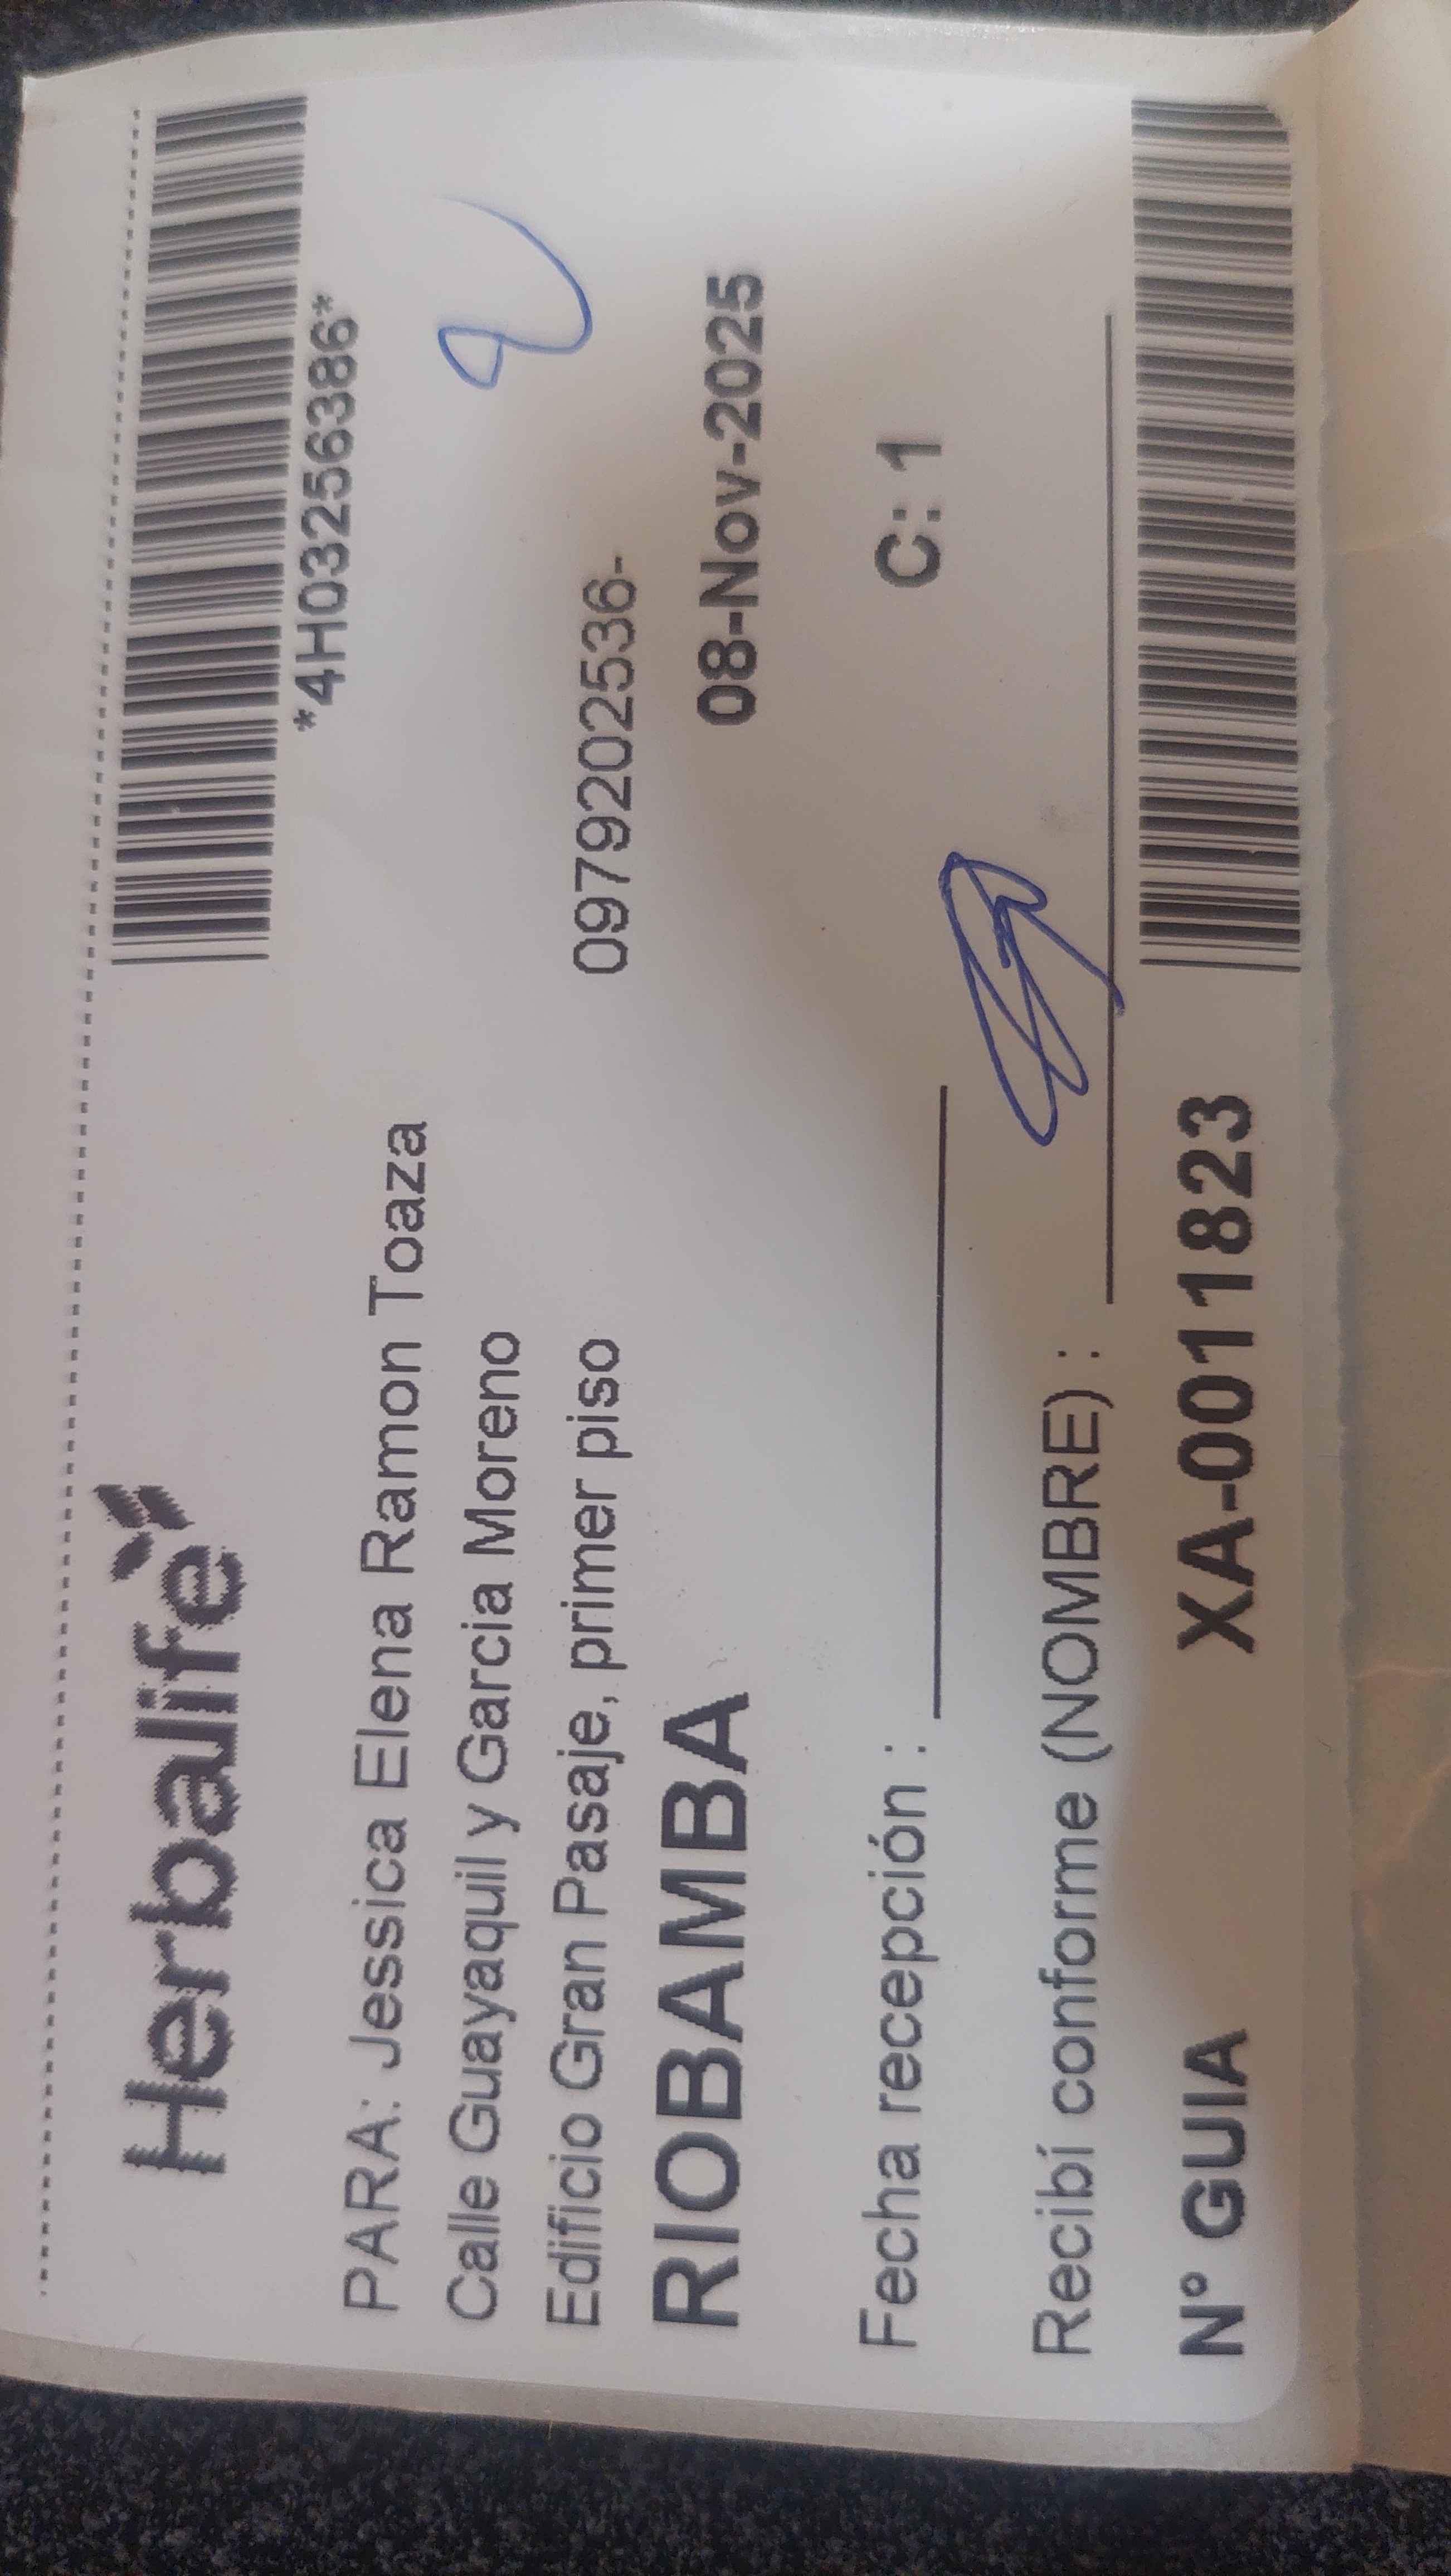 Herbalife
*4H03256386*
PARA: Jessica Elena Ramon Toaza
Calle Guayaquil y Garcia Moreno
Edificio Gran Pasaje, primer piso 0979202536-
RIOBAMBA 08-Nov-2025
Fecha recepción : C: 1
Recibí conforme (NOMBRE) :
N° GUIA XA-0011823